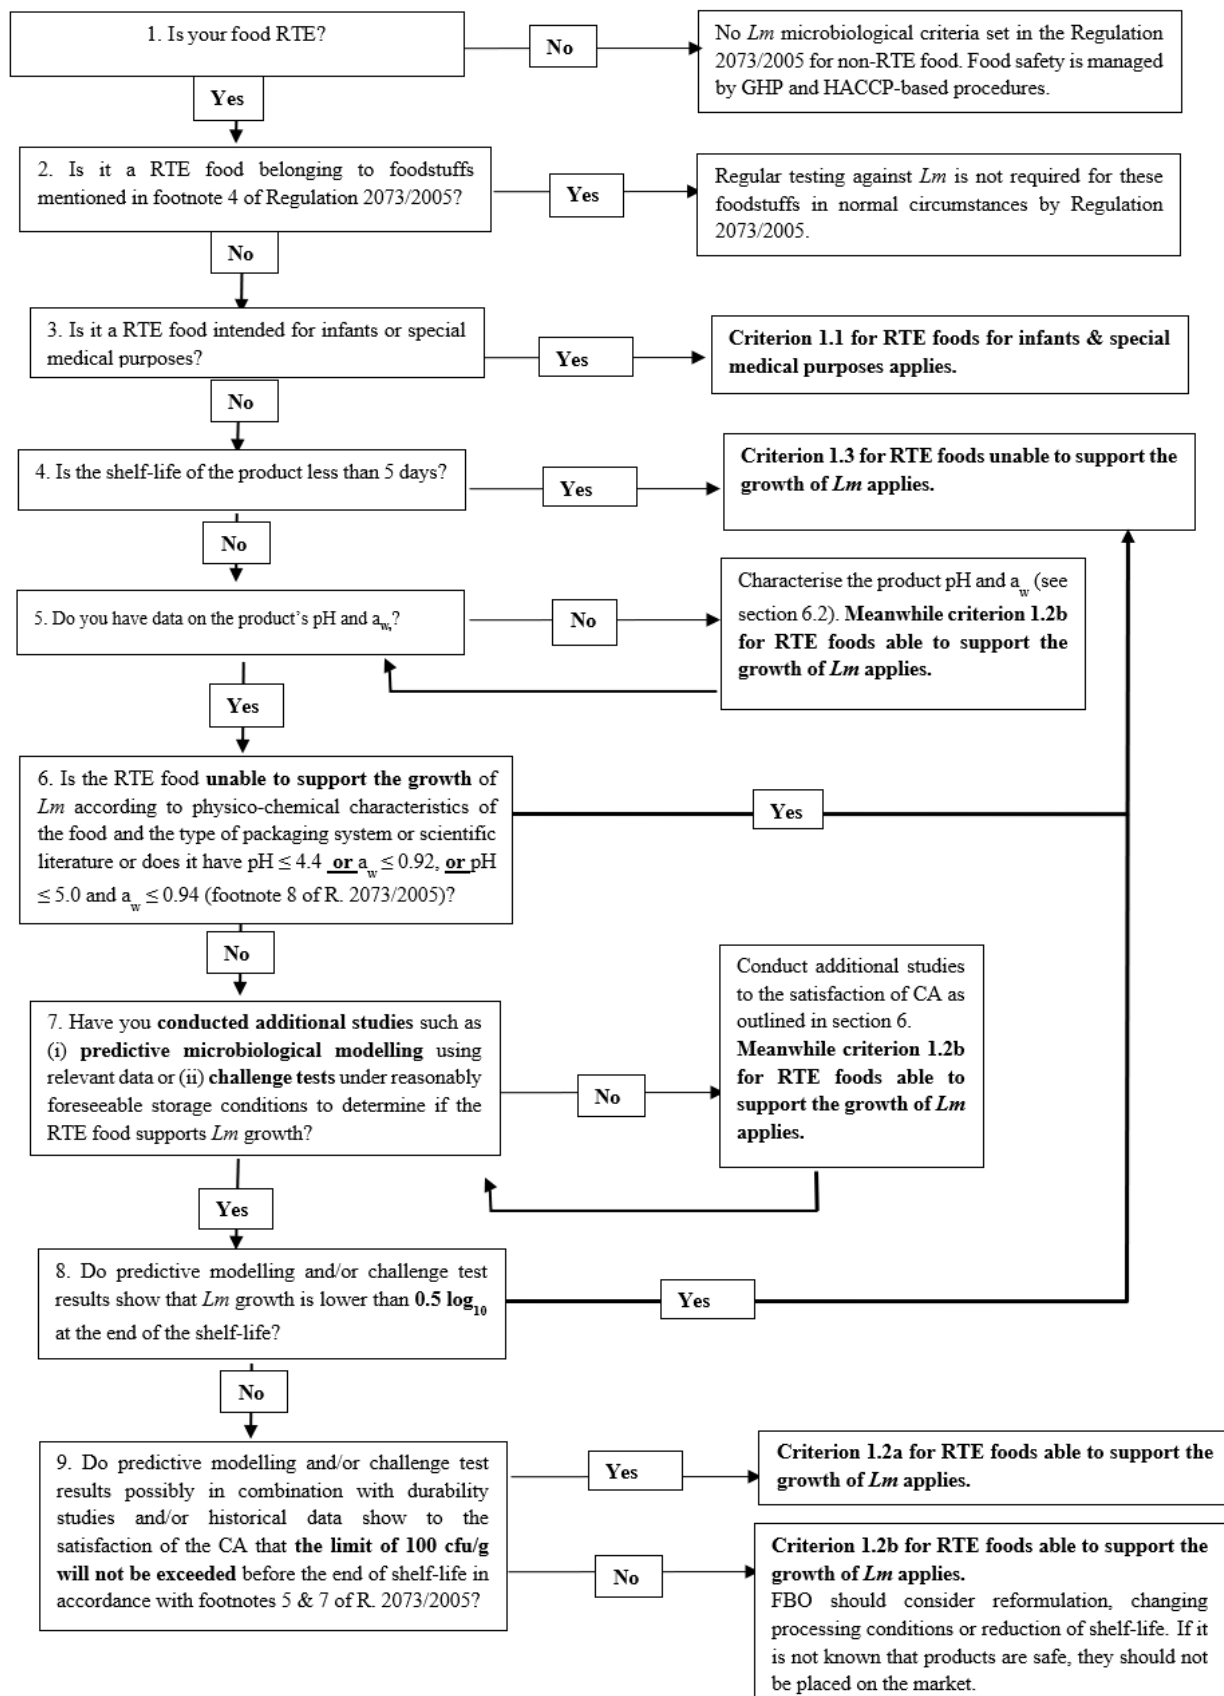 1. Is your food RTE?
No
No Lm microbiological criteria set in the Regulation
2073/2005 for non-RTE food. Food safety is managed
by GHP and HACCP-based procedures.
Yes
2. Is it a RTE food belonging to foodstuffs
mentioned in footnote 4 of Regulation 2073/2005?
Yes
Regular testing against Lm is not required for these
foodstuffs in normal circumstances by Regulation
2073/2005.
No
3. Is it a RTE food intended for infants or special
medical purposes?
Yes
Criterion 1.1 for RTE foods for infants & special
medical purposes applies.
No
4. Is the shelf-life of the product less than 5 days?
Yes
Criterion 1.3 for RTE foods unable to support the
growth of Lm applies.
No
5. Do you have data on the product's pH and aw,?
No
Characterise the product pH and aw (see
section 6.2). Meanwhile criterion 1.2b
for RTE foods able to support the
growth of Lm applies.
Yes
6. Is the RTE food unable to support the growth of
Lm according to physico-chemical characteristics of
the food and the type of packaging system or scientific
literature or does it have pH ≤ 4.4 or aw ≤ 0.92, or pH
≤ 5.0 and aw ≤ 0.94 (footnote 8 of R. 2073/2005)?
Yes
No
7. Have you conducted additional studies such as
(i) predictive microbiological modelling using
relevant data or (ii) challenge tests under reasonably
foreseeable storage conditions to determine if the
RTE food supports Lm growth?
No
Conduct additional studies
to the satisfaction of CA as
outlined in section 6.
Meanwhile criterion 1.2b
for RTE foods able to
support the growth of Lm
applies.
Yes
8. Do predictive modelling and/or challenge test
results show that Lm growth is lower than 0.5 log10
at the end of the shelf-life?
Yes
No
9. Do predictive modelling and/or challenge test
results possibly in combination with durability
studies and/or historical data show to the
satisfaction of the CA that the limit of 100 cfu/g
will not be exceeded before the end of shelf-life in
accordance with footnotes 5 & 7 of R. 2073/2005?
Yes
Criterion 1.2a for RTE foods able to support the
growth of Lm applies.
No
Criterion 1.2b for RTE foods able to support the
growth of Lm applies.
FBO should consider reformulation, changing
processing conditions or reduction of shelf-life. If it
is not known that products are safe, they should not
be placed on the market.